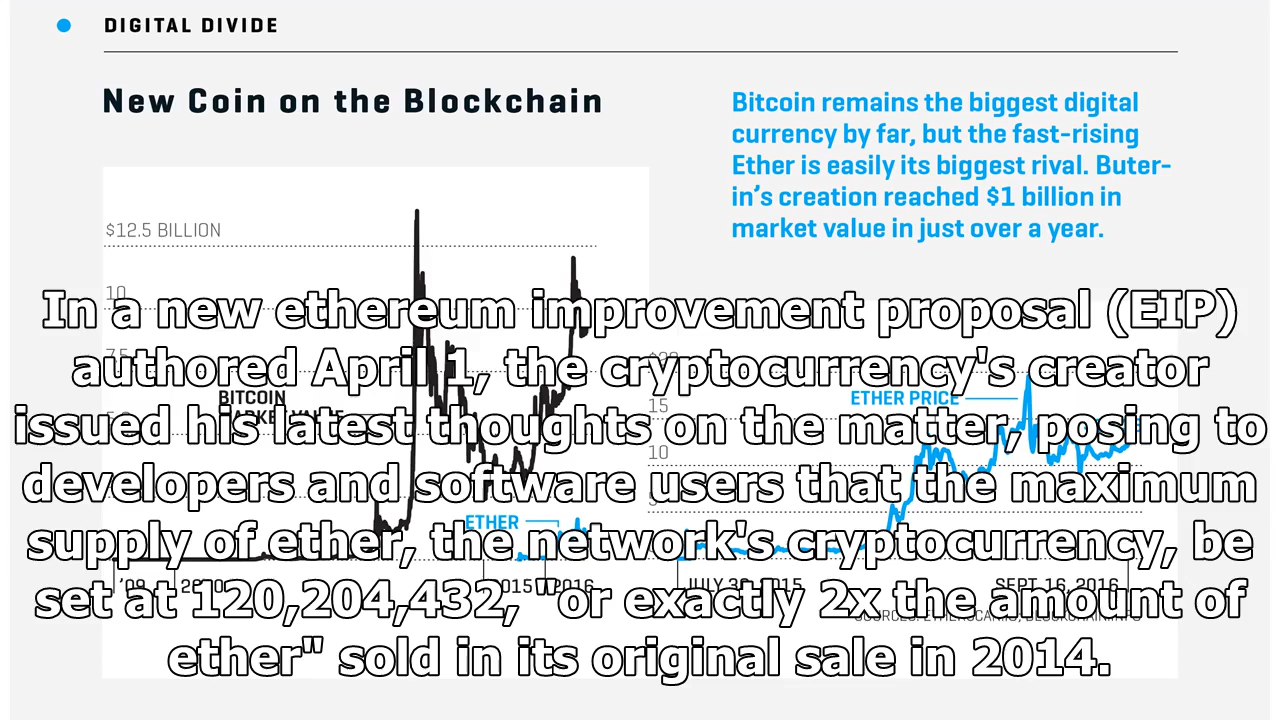 DIGITAL DIVIDE
New Coin on the Blockchain
Bitcoin remains the biggest digital
currency by far, but the fast-rising
Ether is easily its biggest rival. Buter-
in's creation reached $1 billion in
market value in just over a year.
$12.5 BILLION
10
In a new ethereum improvement proposal (EIP)
authored April 1, the cryptocurrency's creator
issued his latest thoughts on the matter, posing to
developers and software users that the maximum
supply of ether, the network's cryptocurrency, be
set at 120,204,432, "or exactly 2x the amount of
ether" sold in its original sale in 2014.
BITCOIN
ETHER PRICE
15
10
ETHER
2015
2016
SEPT. 16, 2016